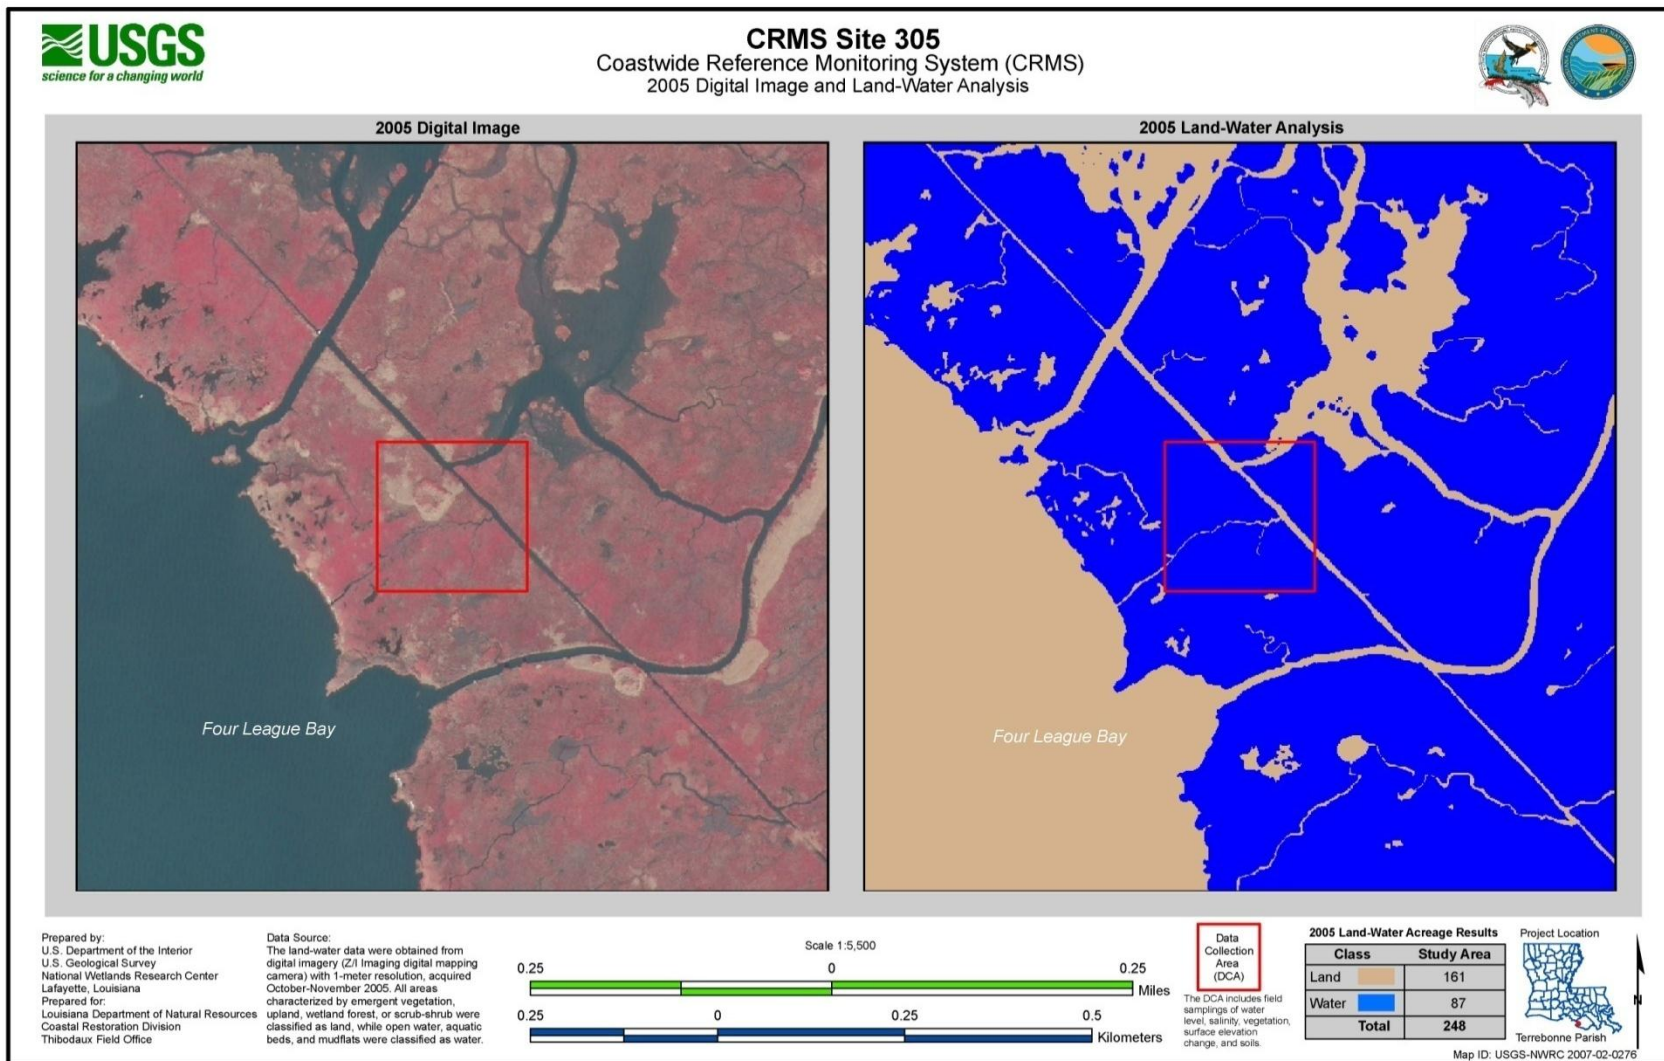 USGS
science for a changing world
CRMS Site 305
Coastwide Reference Monitoring System (CRMS)
2005 Digital Image and Land-Water Analysis
2005 Digital Image
2005 Land-Water Analysis
Four League Bay
Four League Bay
Prepared by:
U.S. Department of the Interior
U.S. Geological Survey
National Wetlands Research Center
Lafayette, Louisiana
Prepared for:
Louisiana Department of Natural Resources
Coastal Restoration Division
Thibodaux Field Office
Data Source:
The land-water data were obtained from
digital imagery (Z/I Imaging digital mapping
camera) with 1-meter resolution, acquired
October-November 2005. All areas
characterized by emergent vegetation,
upland, wetland forest, or scrub-shrub were
classified as land, while open water, aquatic
beds, and mudflats were classified as water.
Scale 1:5,500
0.25 0 0.25
Miles
0.25 0 0.25 0.5
Kilometers
Data
Collection
Area
(DCA)
The DCA includes field
samplings of water
level, salinity, vegetation,
surface elevation
change, and soils.
2005 Land-Water Acreage Results
Class Study Area
Land 161
Water 87
Total 248
Project Location
Terrebonne Parish
N
Map ID: USGS-NWRC 2007-02-0276